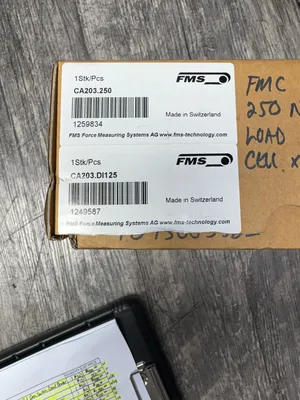 1Stk/Pcs
FMS
CA203.250
1259834
Made in Switzerland
FMS Force Measuring Systems AG www.fms-technology.com
1Stk/Pcs
FMS
CA203.DI125
1249587
Made in Switzerland
FMS Force Measuring Systems AG www.fms-technology.com
FMC
250 N
LOAD
CELL x